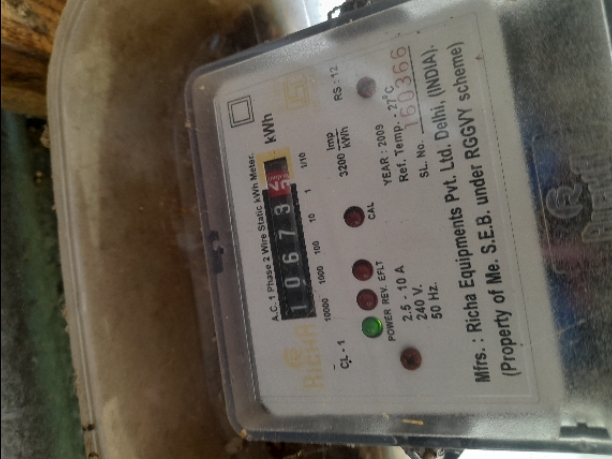 A.C.-1 Phase 2 Wire Static kWh Meter
1 0 6 7 3
kWh
10000 1000 100 10 1 1/10
RICHA
CL - 1
3200 Imp/kWh
RS : 12
POWER REV. EFLT
CAL
2.5 - 10 A
240 V.
50 Hz.
YEAR : 2009
Ref. Temp. 27°C
SL. No. 160366
Mfrs. : Richa Equipments Pvt. Ltd. Delhi, (INDIA).
(Property of Me. S.E.B. under RGGVY scheme)